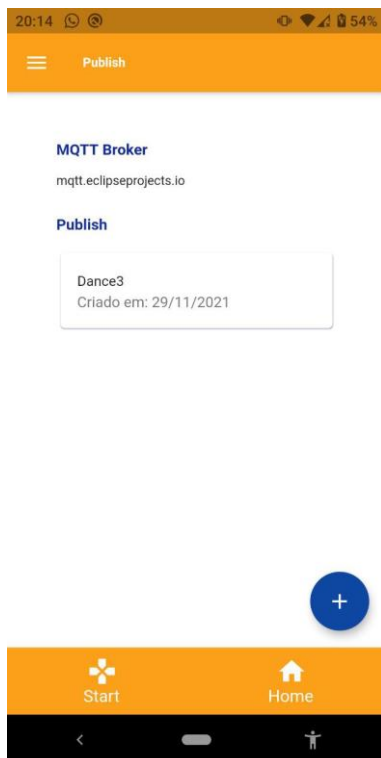 20:14 54%
Publish
MQTT Broker
mqtt.eclipseprojects.io
Publish
Dance3
Criado em: 29/11/2021
+
Start Home